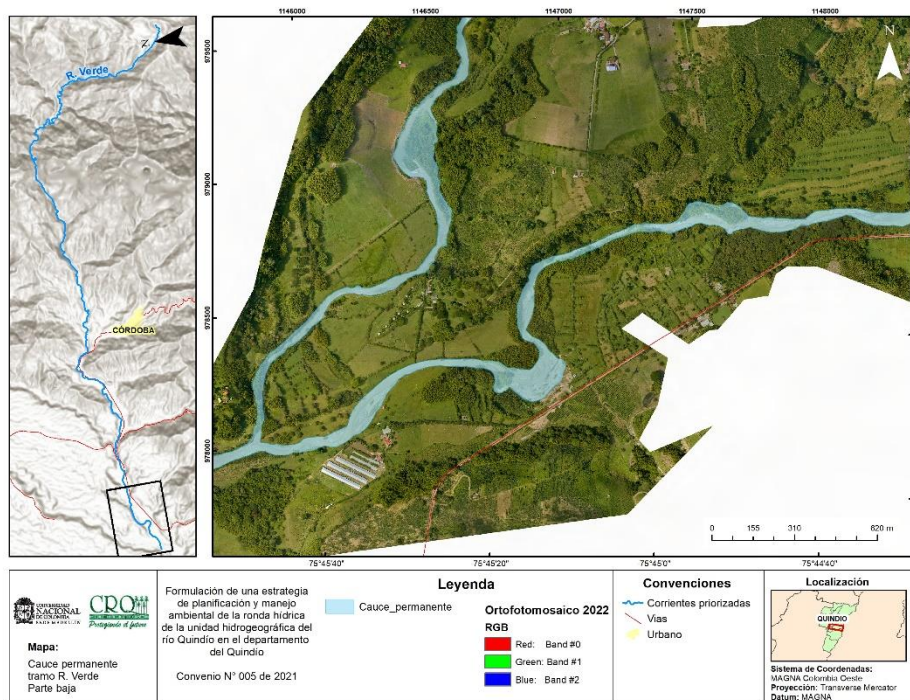 1146000
1146500
1147000
1147500
1148000
979500
979000
978500
978000
R. Verde
CÓRDOBA
N
0 155 310 620 m
75°45'40"
75°45'20"
75°45'0"
75°44'40"
UNIVERSIDAD
NACIONAL
DE COLOMBIA
CRQ
Protegiendo el futuro
Mapa:
Cauce permanente
tramo R. Verde
Parte baja
Formulación de una estrategia
de planificación y manejo
ambiental de la ronda hídrica
de la unidad hidrogeográfica del
río Quindío en el departamento
del Quindío
Convenio N° 005 de 2021
Leyenda
Cauce_permanente
Ortofotomosaico 2022
RGB
Red: Band #0
Green: Band #1
Blue: Band #2
Convenciones
Corrientes priorizadas
Vias
Urbano
Localización
QUINDÍO
Sistema de Coordenadas:
MAGNA Colombia Oeste
Proyección: Transverse Mercator
Datum: MAGNA